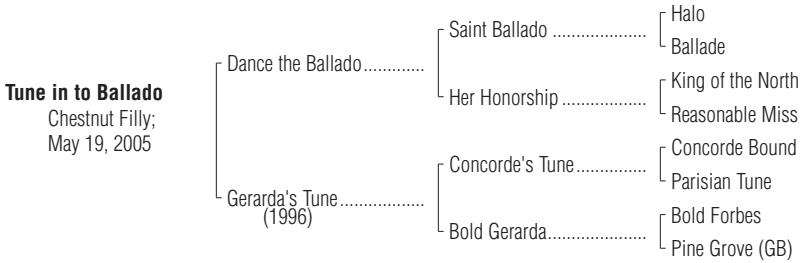 Halo
Saint Ballado ....................
Ballade
Dance the Ballado.............
King of the North
Her Honorship ..................
Reasonable Miss
Tune in to Ballado
Chestnut Filly;
May 19, 2005
Concorde Bound
Concorde's Tune...............
Parisian Tune
Gerarda's Tune..................
(1996)
Bold Forbes
Bold Gerarda.....................
Pine Grove (GB)